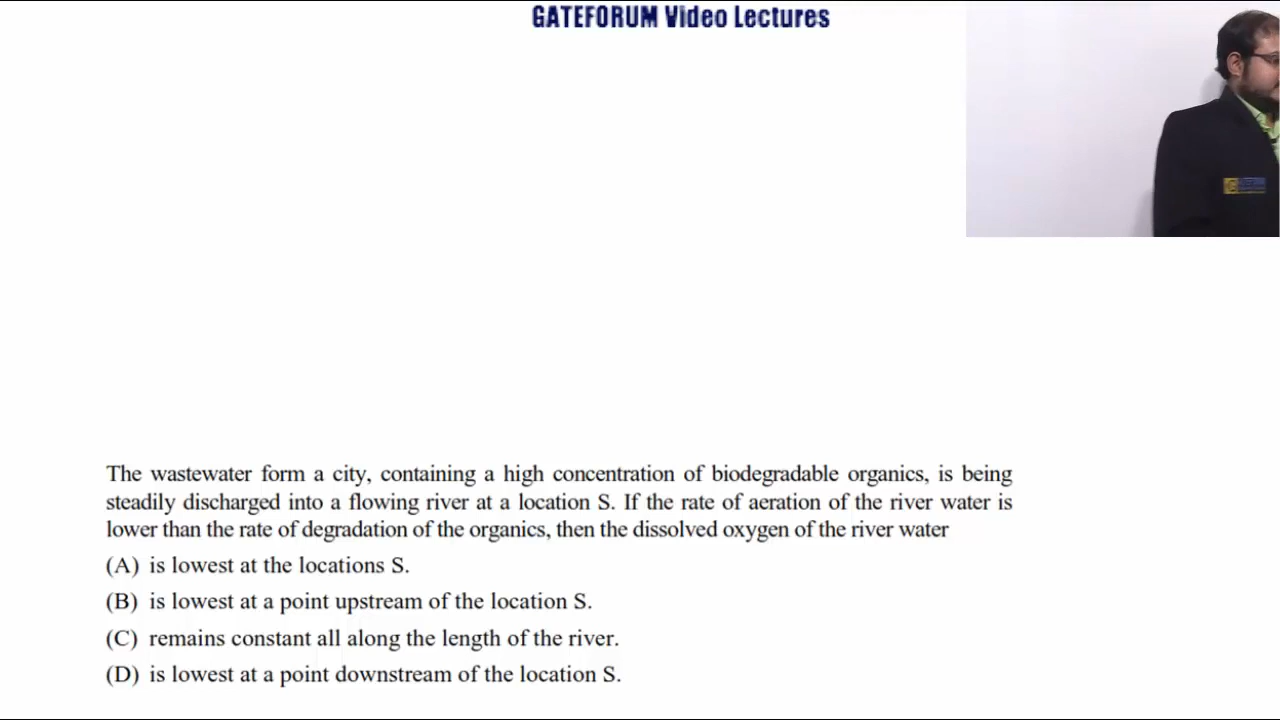 GATEFORUM Video Lectures
The wastewater form a city, containing a high concentration of biodegradable organics, is being
steadily discharged into a flowing river at a location S. If the rate of aeration of the river water is
lower than the rate of degradation of the organics, then the dissolved oxygen of the river water
(A) is lowest at the locations S.
(B) is lowest at a point upstream of the location S.
(C) remains constant all along the length of the river.
(D) is lowest at a point downstream of the location S.